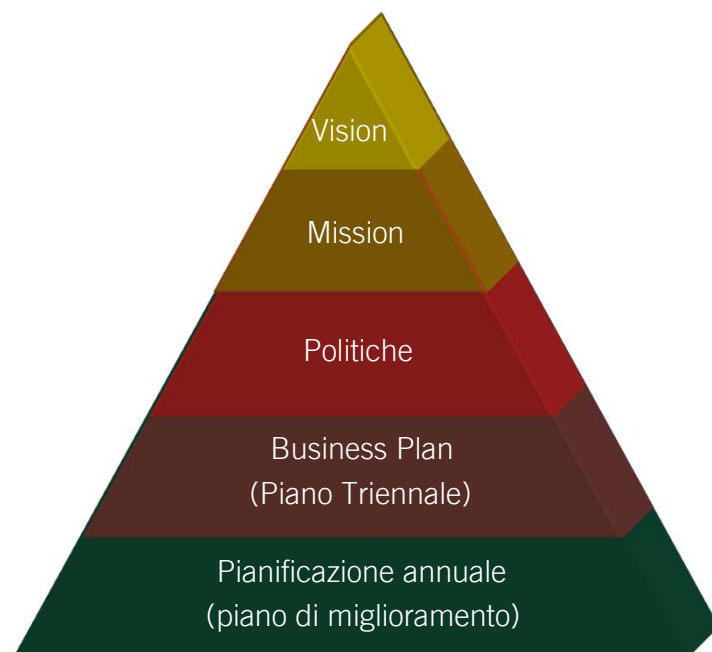 Vision
Mission
Politiche
Business Plan
(Piano Triennale)
Pianificazione annuale
(piano di miglioramento)